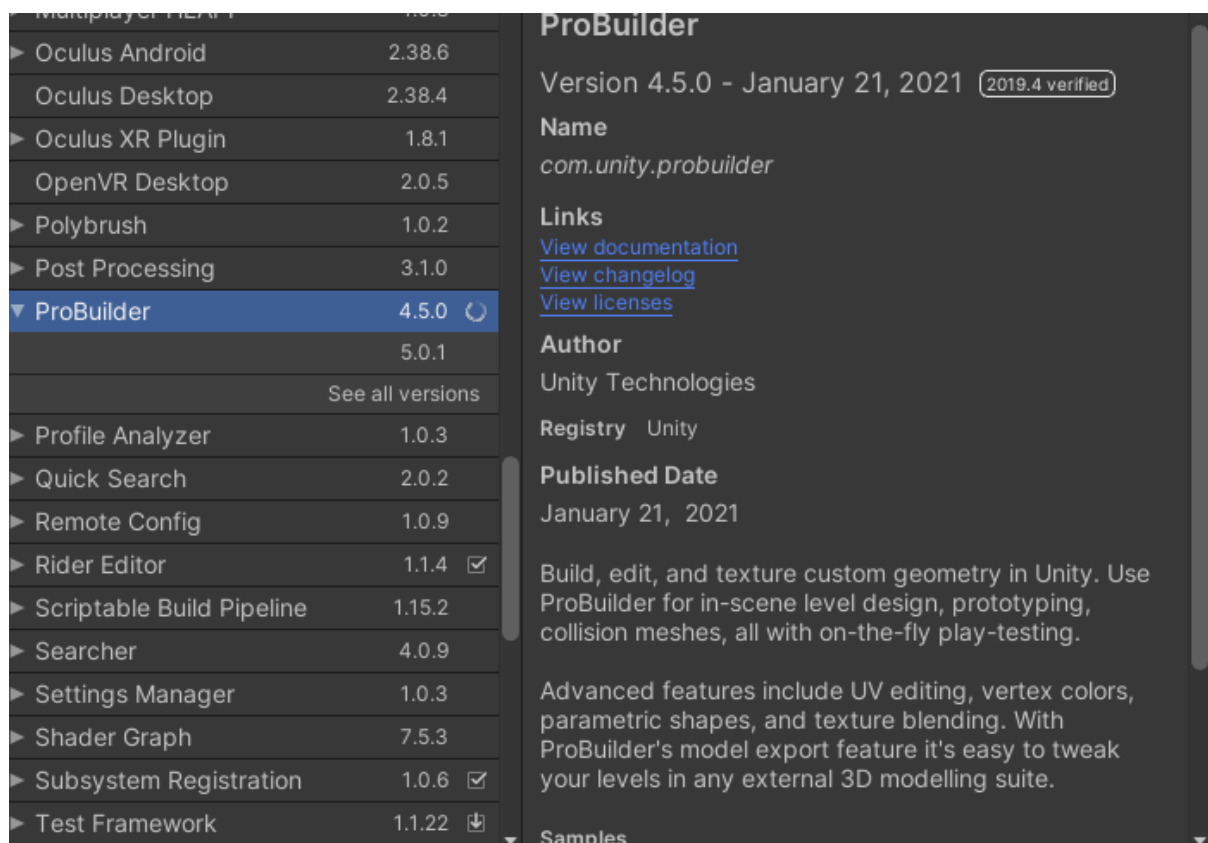 Multiplayer HLAPI 1.0.8
Oculus Android 2.38.6
Oculus Desktop 2.38.4
Oculus XR Plugin 1.8.1
OpenVR Desktop 2.0.5
Polybrush 1.0.2
Post Processing 3.1.0
ProBuilder 4.5.0
5.0.1
See all versions
Profile Analyzer 1.0.3
Quick Search 2.0.2
Remote Config 1.0.9
Rider Editor 1.1.4
Scriptable Build Pipeline 1.15.2
Searcher 4.0.9
Settings Manager 1.0.3
Shader Graph 7.5.3
Subsystem Registration 1.0.6
Test Framework 1.1.22
ProBuilder
Version 4.5.0 - January 21, 2021 2019.4 verified
Name
com.unity.probuilder
Links
View documentation
View changelog
View licenses
Author
Unity Technologies
Registry Unity
Published Date
January 21, 2021
Build, edit, and texture custom geometry in Unity. Use
ProBuilder for in-scene level design, prototyping,
collision meshes, all with on-the-fly play-testing.
Advanced features include UV editing, vertex colors,
parametric shapes, and texture blending. With
ProBuilder's model export feature it's easy to tweak
your levels in any external 3D modelling suite.
Samples